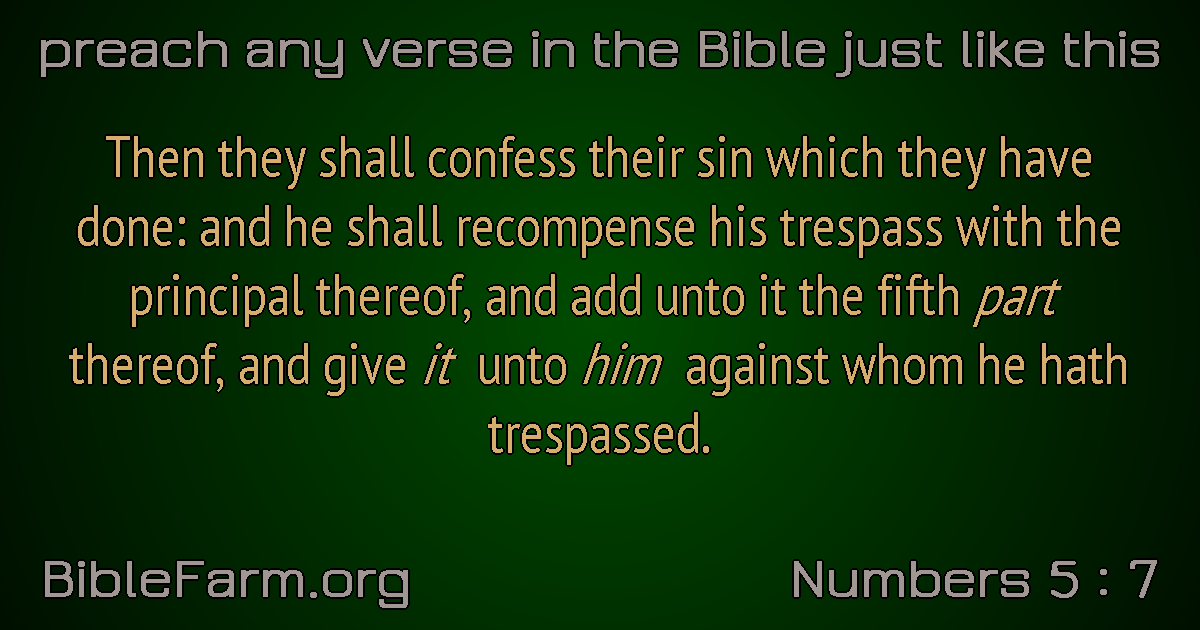 preach any verse in the Bible just like this
Then they shall confess their sin which they have
done: and he shall recompense his trespass with the
principal thereof, and add unto it the fifth part
thereof, and give it unto him against whom he hath
trespassed.
BibleFarm.org
Numbers 5 : 7